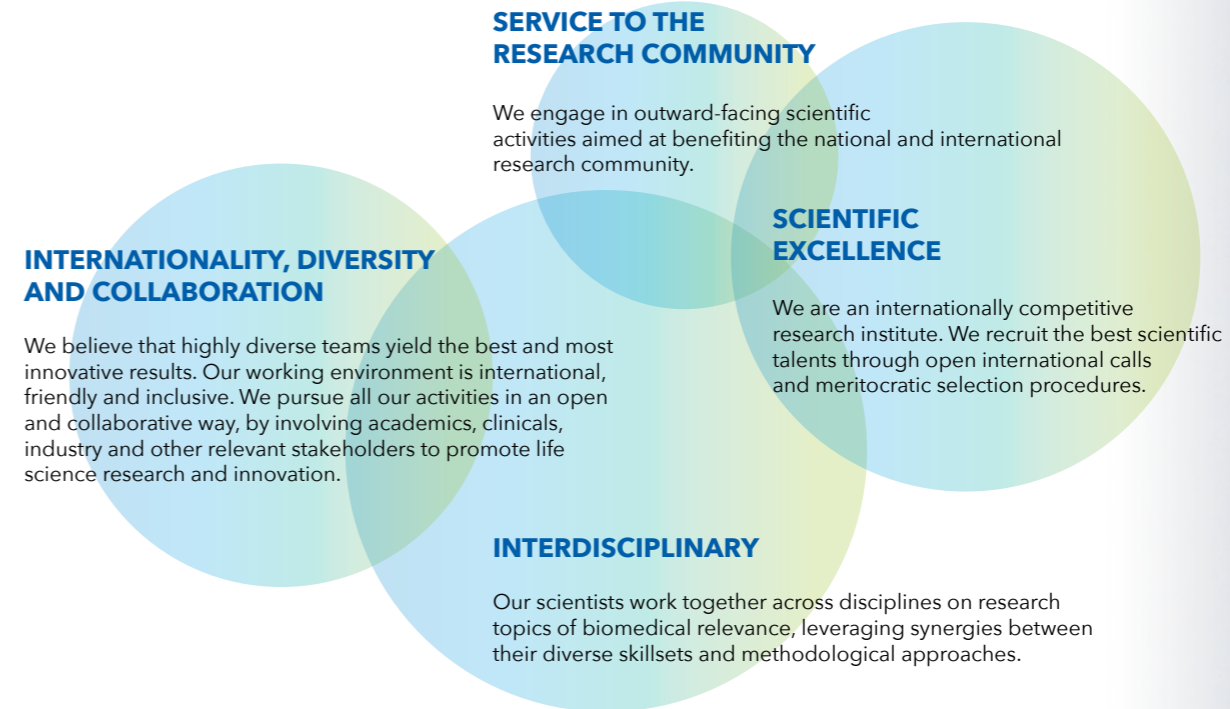 SERVICE TO THE
RESEARCH COMMUNITY
We engage in outward-facing scientific
activities aimed at benefiting the national and international
research community.
SCIENTIFIC
EXCELLENCE
We are an internationally competitive
research institute. We recruit the best scientific
talents through open international calls
and meritocratic selection procedures.
INTERNATIONALITY, DIVERSITY
AND COLLABORATION
We believe that highly diverse teams yield the best and most
innovative results. Our working environment is international,
friendly and inclusive. We pursue all our activities in an open
and collaborative way, by involving academics, clinicals,
industry and other relevant stakeholders to promote life
science research and innovation.
INTERDISCIPLINARY
Our scientists work together across disciplines on research
topics of biomedical relevance, leveraging synergies between
their diverse skillsets and methodological approaches.